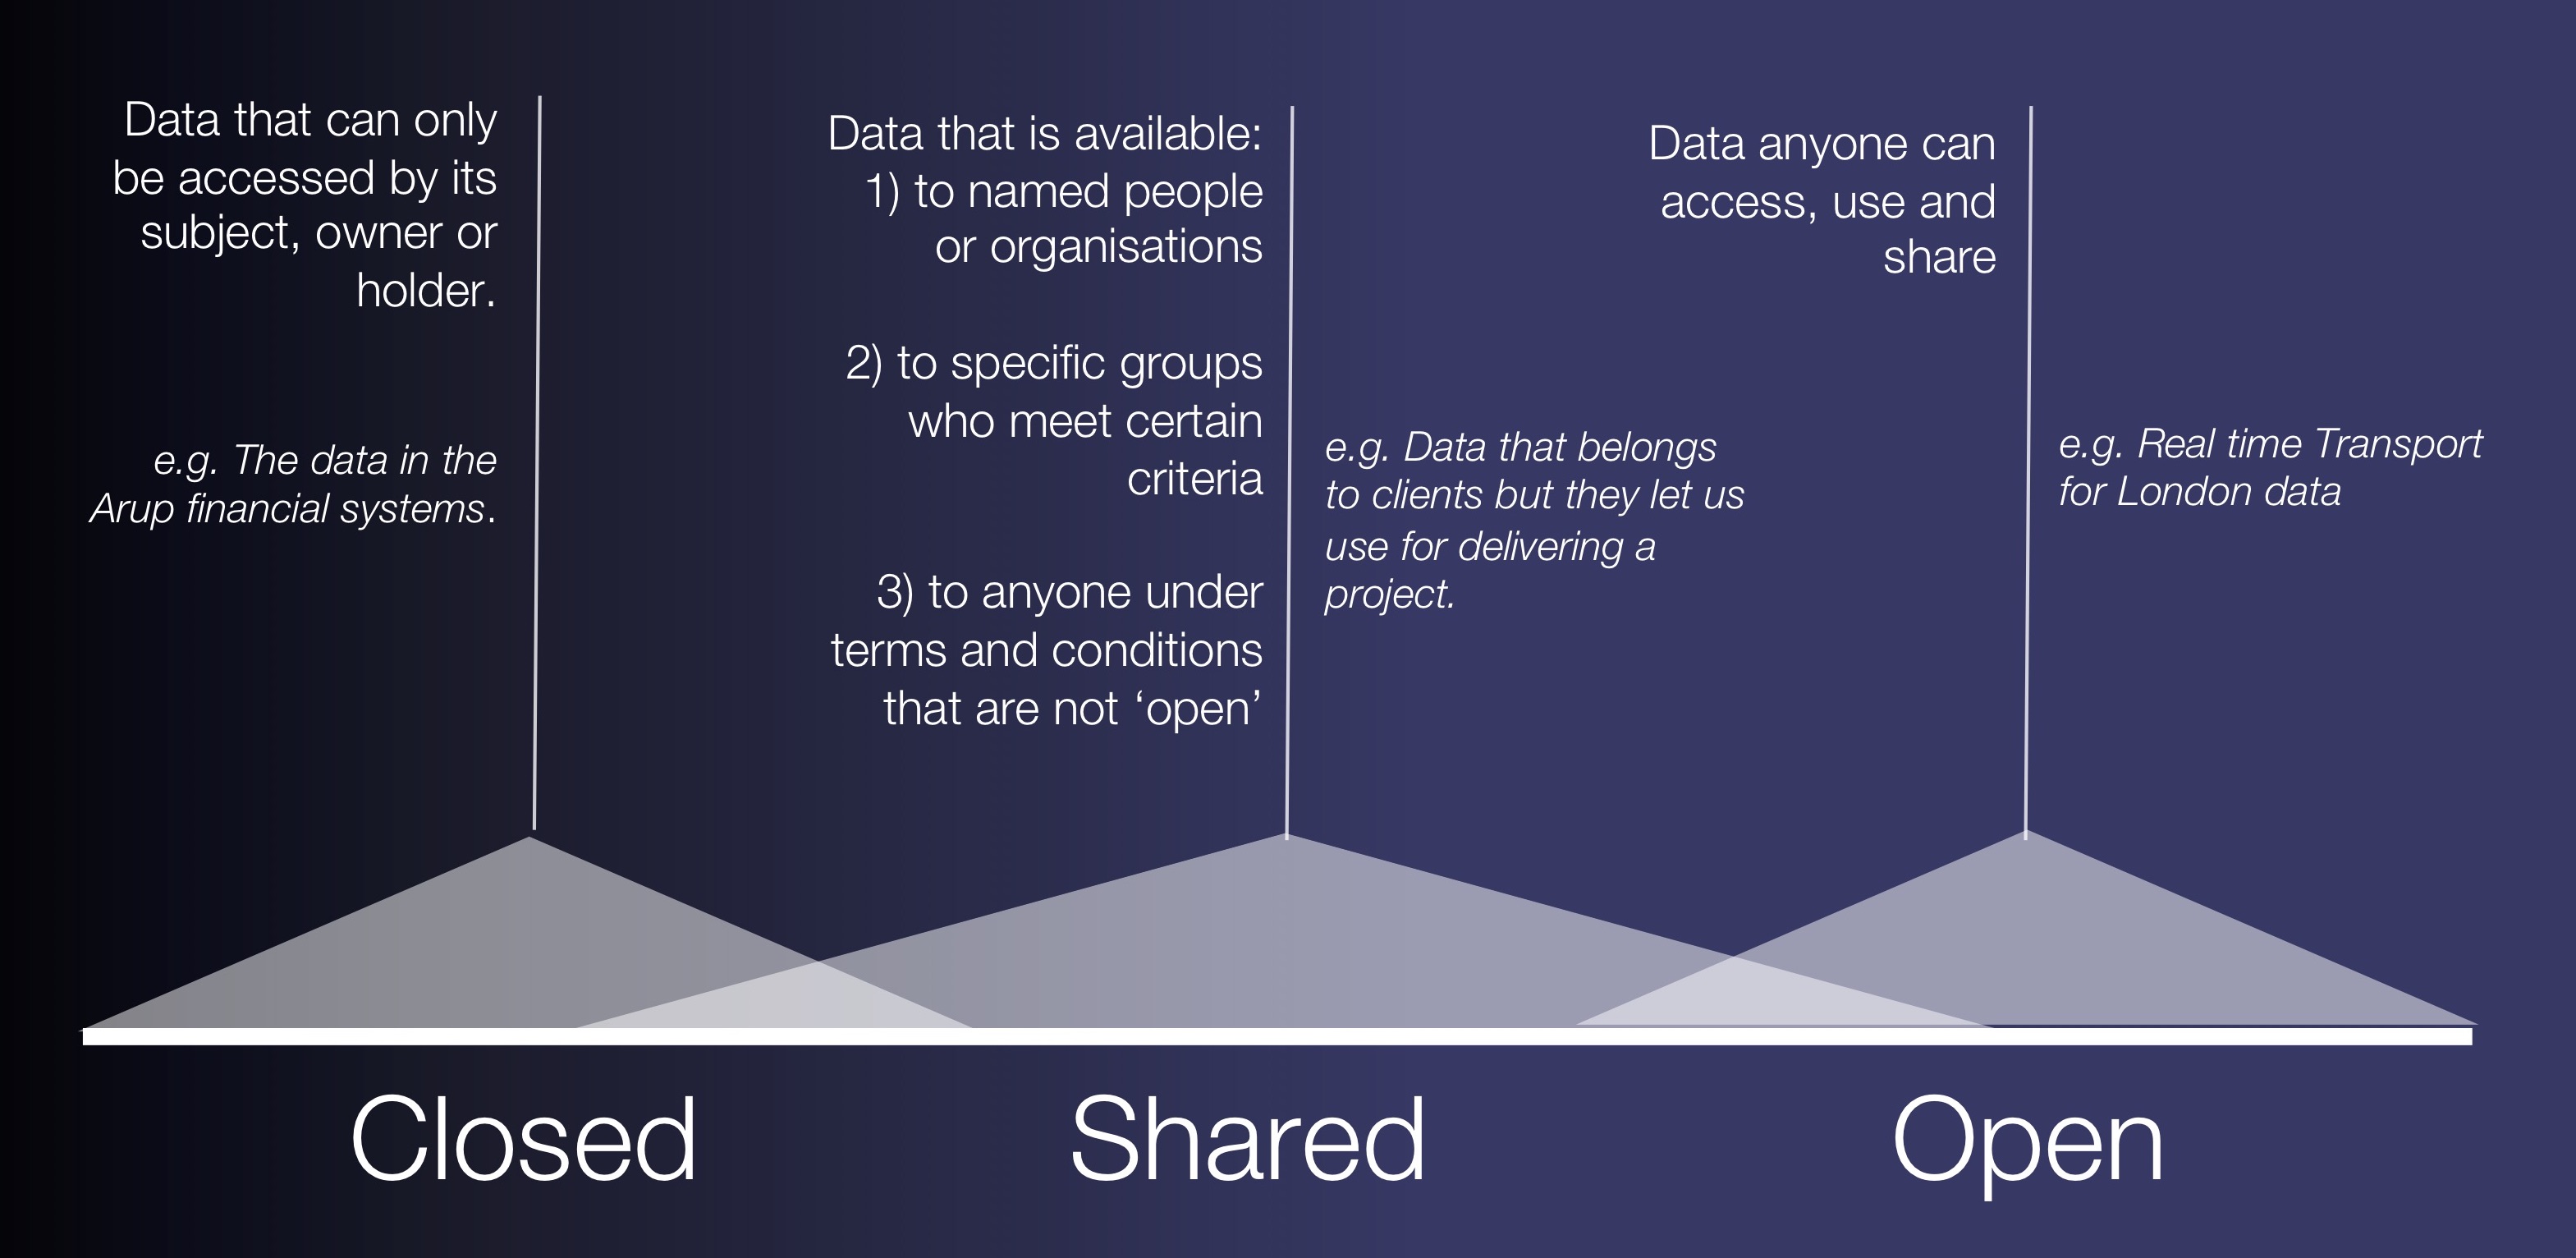 Data that can only
be accessed by its
subject, owner or
holder.
e.g. The data in the
Arup financial systems.
Data that is available:
1) to named people
or organisations
2) to specific groups
who meet certain
criteria
3) to anyone under
terms and conditions
that are not ‘open’
e.g. Data that belongs
to clients but they let us
use for delivering a
project.
Data anyone can
access, use and
share
e.g. Real time Transport
for London data
Closed
Shared
Open